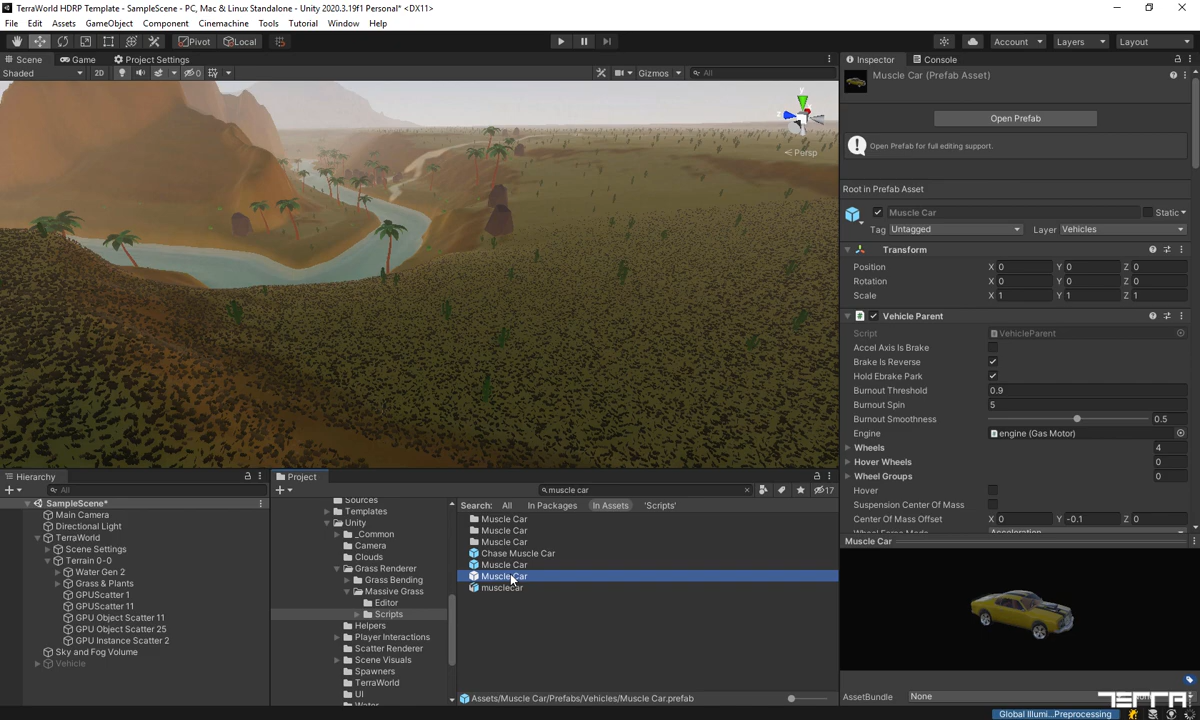 TerraWorld HDRP Template - SampleScene - PC, Mac & Linux Standalone - Unity 2020.3.19f1 Personal* <DX11>
File Edit Assets GameObject Component Cinemachine Tools Tutorial Window Help
Pivot Local Account Layers Layout
Scene Game Project Settings
Shaded 2D 0 Gizmos All
y
z
Persp
Inspector Console
Muscle Car (Prefab Asset)
Open Prefab
Open Prefab for full editing support.
Root in Prefab Asset
Muscle Car Static
Tag Untagged Layer Vehicles
Transform
Position X 0 Y 0 Z 0
Rotation X 0 Y 0 Z 0
Scale X 1 Y 1 Z 1
Vehicle Parent
Script VehicleParent
Accel Axis Is Brake
Brake Is Reverse
Hold Ebrake Park
Burnout Threshold 0.9
Burnout Spin 5
Burnout Smoothness 0.5
Engine engine (Gas Motor)
Wheels 4
Hover Wheels 0
Wheel Groups 0
Hover
Suspension Center Of Mass
Center Of Mass Offset X 0 Y -0.1 Z 0
Muscle Car
AssetBundle None
TERRA
Global Illumi...Preprocessing
Hierarchy
All
SampleScene*
Main Camera
Directional Light
TerraWorld
Scene Settings
Terrain 0-0
Water Gen 2
Grass & Plants
GPUScatter 1
GPUScatter 11
GPU Object Scatter 11
GPU Object Scatter 25
GPU Instance Scatter 2
Sky and Fog Volume
Vehicle
Project
muscle car 17
Sources
Templates
Unity
_Common
Camera
Clouds
Grass Renderer
Grass Bending
Massive Grass
Editor
Scripts
Helpers
Player Interactions
Scatter Renderer
Scene Visuals
Spawners
TerraWorld
UI
Water
Search: All In Packages In Assets 'Scripts'
Muscle Car
Muscle Car
Muscle Car
Chase Muscle Car
Muscle Car
Muscle Car
musclecar
Assets/Muscle Car/Prefabs/Vehicles/Muscle Car.prefab